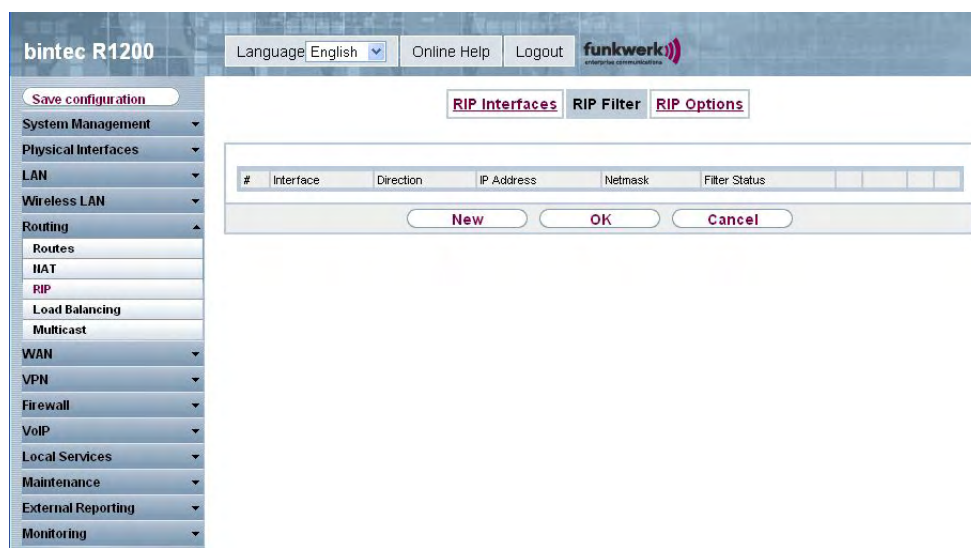 bintec R1200
Language English Online Help Logout funkwerk
enterprise communications
Save configuration
System Management
Physical Interfaces
LAN
Wireless LAN
Routing
Routes
NAT
RIP
Load Balancing
Multicast
WAN
VPN
Firewall
VoIP
Local Services
Maintenance
External Reporting
Monitoring
RIP Interfaces RIP Filter RIP Options
# Interface Direction IP Address Netmask Filter Status
New OK Cancel